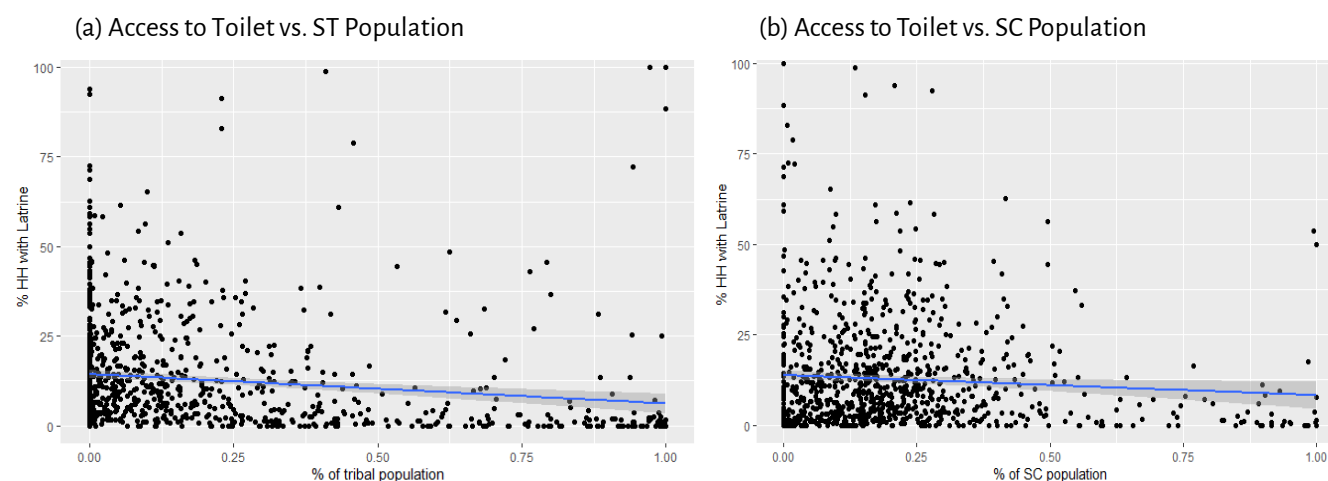 (a) Access to Toilet vs. ST Population
100
75
50
25
0
% HH with Latrine
0.00 0.25 0.50 0.75 1.00
% of tribal population
(b) Access to Toilet vs. SC Population
100
75
50
25
0
% HH with Latrine
0.00 0.25 0.50 0.75 1.00
% of SC population